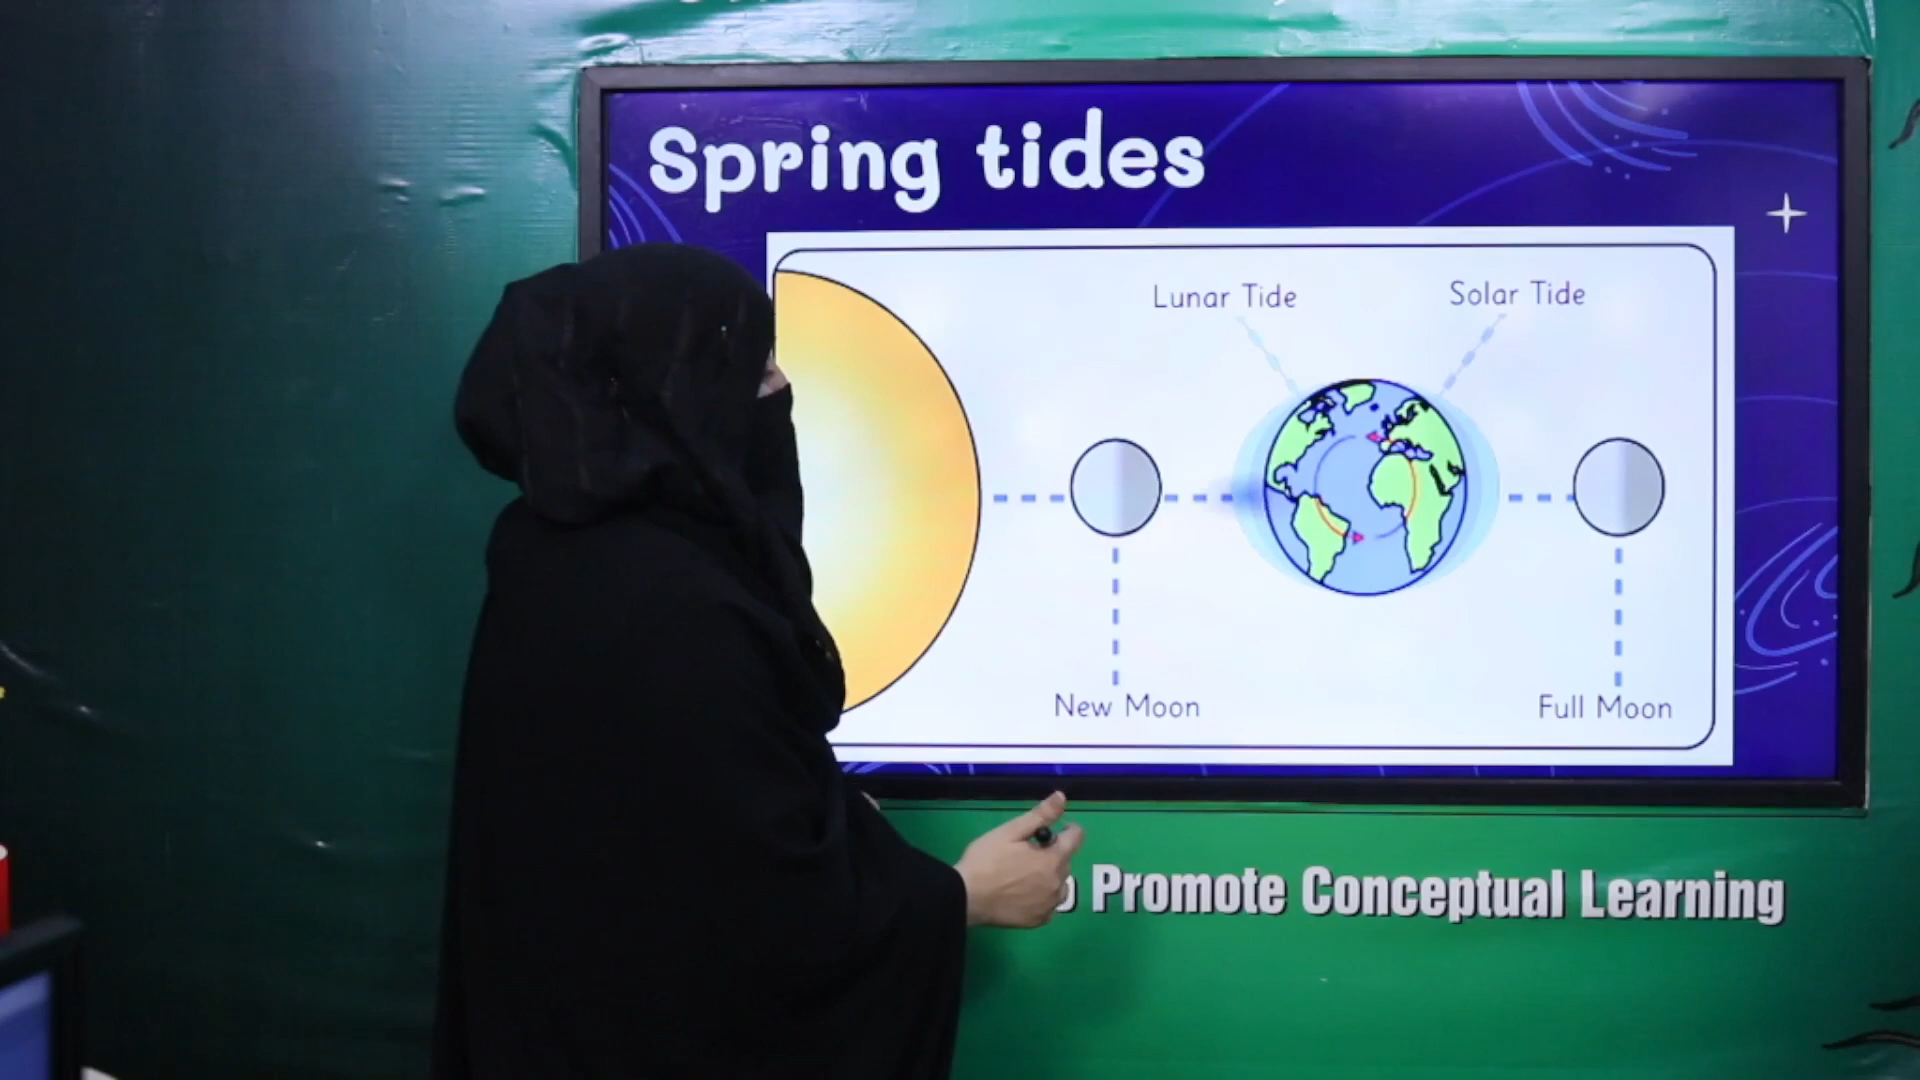 Spring tides
Lunar Tide
Solar Tide
New Moon
Full Moon
Promote Conceptual Learning